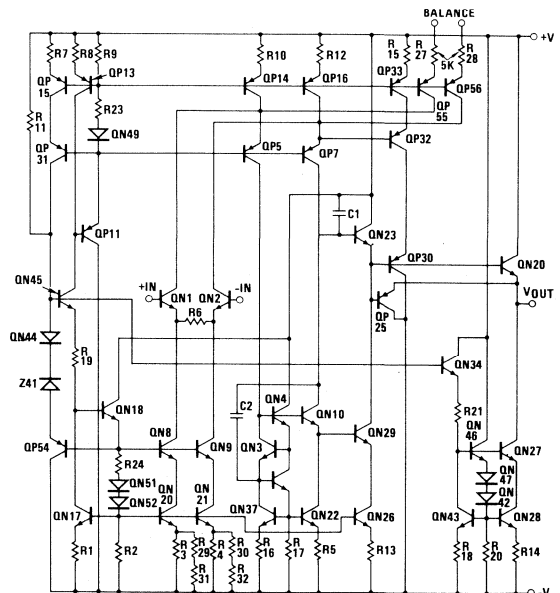 BALANCE
R7 R8 R9 R10 R12 R 15 R 27 5K R 28 +V
QP 15 QP13 QP14 QP16 QP33 QP 55 QP56
R 11 R23
QN49
QP 31 QP5 QP7 QP32
C1
QP11 QN23
QP30 QN20
QN45 +IN QN1 QN2 -IN QP 25 VOUT
R6
QN44 R 19 QN34
Z41 QN18 C2 QN4 QN10 R21
QN 46
QP54 QN8 QN9 QN3 QN29 QN27
R24
QN51 QN 47
QN52 QN 20 QN 21 QN 42
QN17 QN37 QN22 QN26 QN43 QN28
R1 R2 R 3 R 29 R 4 R 30 R 16 R 17 R5 R13 R 18 R 20 R14
R 31 R 32
-V